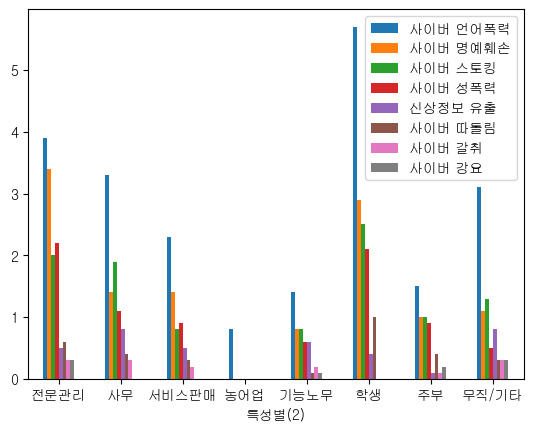 사이버 언어폭력
사이버 명예훼손
사이버 스토킹
사이버 성폭력
신상정보 유출
사이버 따돌림
사이버 갈취
사이버 강요
5
4
3
2
1
0
전문관리 사무 서비스판매 농어업 기능노무 학생 주부 무직/기타
특성별(2)